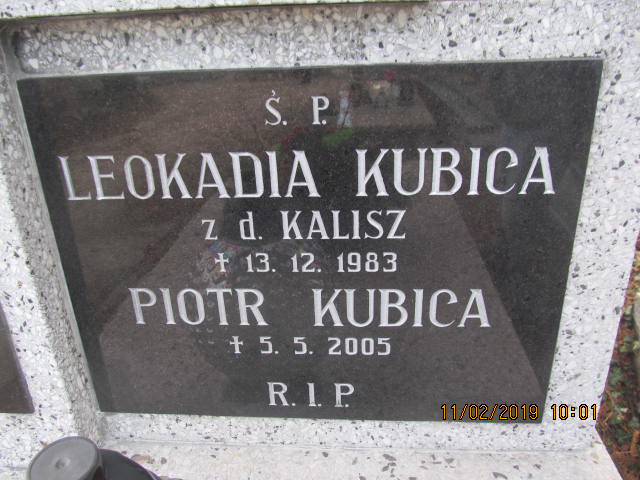 Ś. P.
LEOKADIA KUBICA
z d. KALISZ
✝ 13. 12. 1983
PIOTR KUBICA
✝ 5. 5. 2005
R. I. P.
11/02/2019 10:01